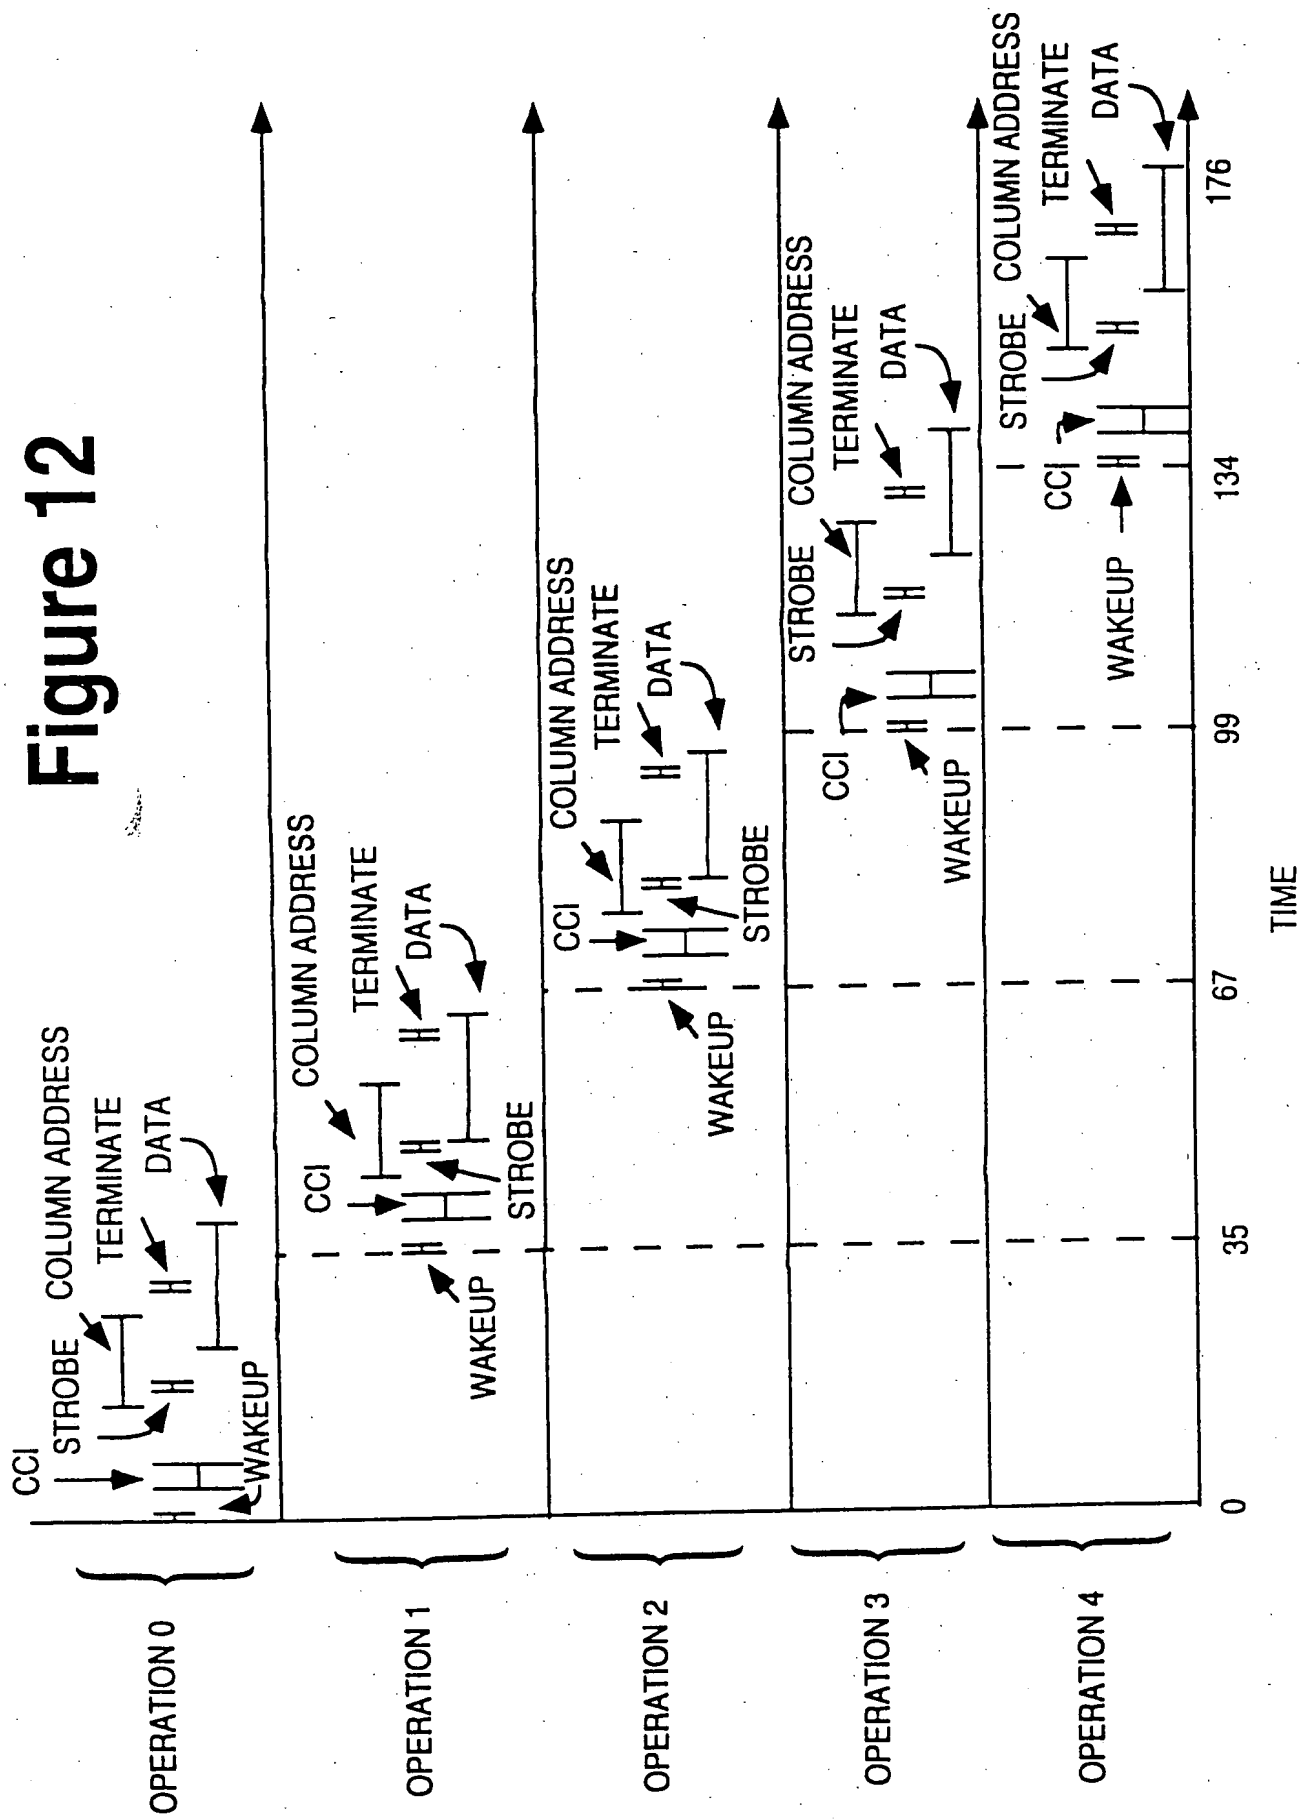 Figure 12
OPERATION 0
CCI
STROBE
COLUMN ADDRESS
TERMINATE
DATA
WAKEUP
OPERATION 1
CCI
COLUMN ADDRESS
TERMINATE
DATA
WAKEUP
STROBE
OPERATION 2
CCI
COLUMN ADDRESS
TERMINATE
DATA
WAKEUP
STROBE
OPERATION 3
CCI
STROBE
COLUMN ADDRESS
TERMINATE
DATA
WAKEUP
OPERATION 4
CCI
STROBE
COLUMN ADDRESS
TERMINATE
DATA
WAKEUP
0
35
67
99
134
176
TIME